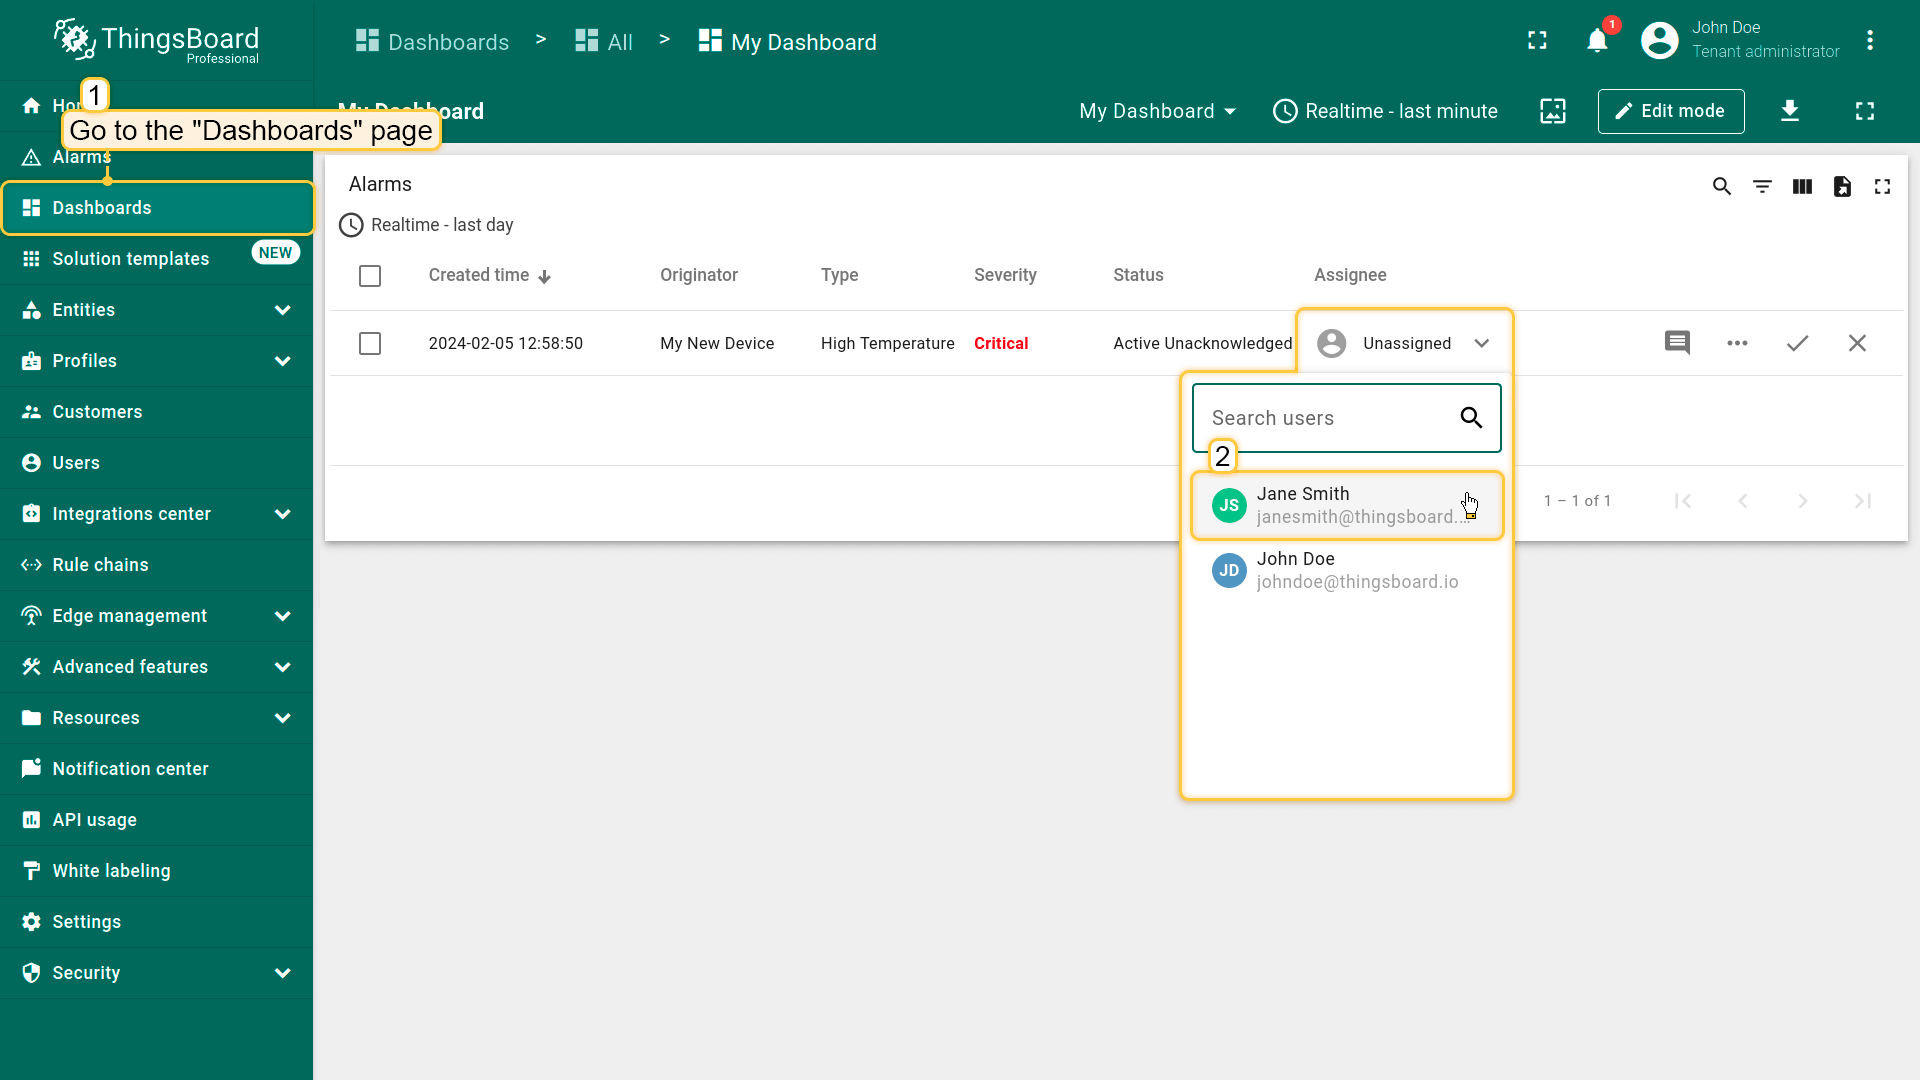 ThingsBoard
Professional
Dashboards > All > My Dashboard
1
John Doe
Tenant administrator
My Dashboard
My Dashboard
Realtime - last minute
Edit mode
1
Go to the "Dashboards" page
Alarms
Dashboards
Solution templates
NEW
Entities
Profiles
Customers
Users
Integrations center
Rule chains
Edge management
Advanced features
Resources
Notification center
API usage
White labeling
Settings
Security
Alarms
Realtime - last day
Created time Originator Type Severity Status Assignee
2024-02-05 12:58:50 My New Device High Temperature Critical Active Unacknowledged Unassigned
Search users
2
JS
Jane Smith
janesmith@thingsboard....
JD
John Doe
johndoe@thingsboard.io
1 – 1 of 1